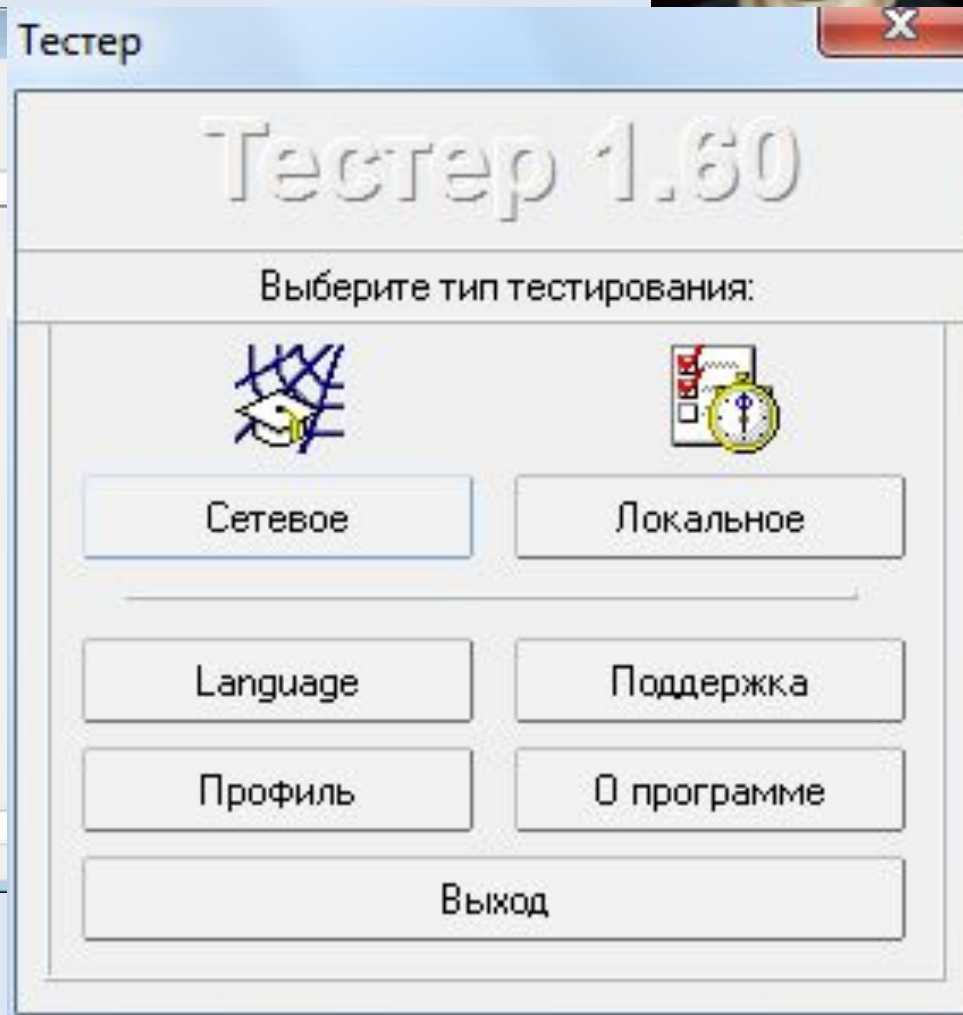 Тестер
Тестер 1.60
Выберите тип тестирования:
Сетевое Локальное
Language Поддержка
Профиль О программе
Выход